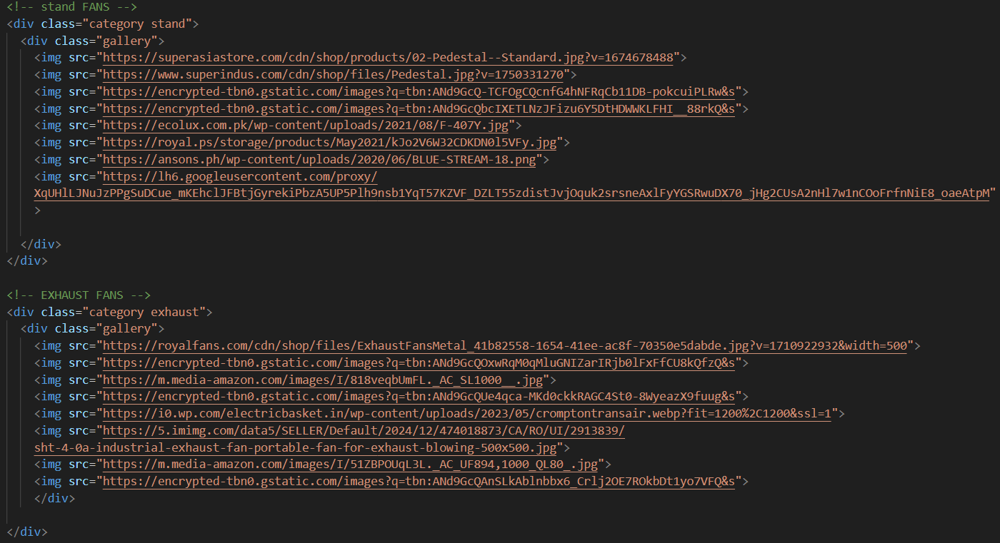 <!-- stand FANS -->
<div class="category stand">
<div class="gallery">
<img src="https://superasiastore.com/cdn/shop/products/02-Pedestal--Standard.jpg?v=1674678488">
<img src="https://www.superindus.com/cdn/shop/files/Pedestal.jpg?v=1750331270">
<img src="https://encrypted-tbn0.gstatic.com/images?q=tbn:ANd9GcQ-TCFOgCQcnfG4hNFRqCb11DB-pokcuiPLRw&s">
<img src="https://encrypted-tbn0.gstatic.com/images?q=tbn:ANd9GcQbcIXETLNzJFizu6Y5DtHDWWKLFHI__88rkQ&s">
<img src="https://ecolux.com.pk/wp-content/uploads/2021/08/F-407Y.jpg">
<img src="https://royal.ps/storage/products/May2021/kJo2V6W32CDKDN0l5VFy.jpg">
<img src="https://ansons.ph/wp-content/uploads/2020/06/BLUE-STREAM-18.png">
<img src="https://lh6.googleusercontent.com/proxy/
XqUHlLJNuJzPPgSuDCue_mKEhclJFBtjGyrekiPbzA5UP5Plh9nsb1YqT57KZVF_DZLT55zdistJvjOquk2srsneAxlFyYGSRwuDX70_jHg2CUsA2nHl7w1nCOoFrfnNiE8_oaeAtpM"
>
</div>
</div>
<!-- EXHAUST FANS -->
<div class="category exhaust">
<div class="gallery">
<img src="https://royalfans.com/cdn/shop/files/ExhaustFansMetal_41b82558-1654-41ee-ac8f-70350e5dabde.jpg?v=1710922932&width=500">
<img src="https://encrypted-tbn0.gstatic.com/images?q=tbn:ANd9GcQOxwRqM0qMluGNIZarIRjb0lFxFfCU8kQfzQ&s">
<img src="https://m.media-amazon.com/images/I/818veqbUmFL._AC_SL1000__.jpg">
<img src="https://encrypted-tbn0.gstatic.com/images?q=tbn:ANd9GcQUe4qca-MKd0ckkRAGC4St0-8WyeazX9fuug&s">
<img src="https://i0.wp.com/electricbasket.in/wp-content/uploads/2023/05/cromptontransair.webp?fit=1200%2C1200&ssl=1">
<img src="https://5.imimg.com/data5/SELLER/Default/2024/12/474018873/CA/RO/UI/2913839/
sht-4-0a-industrial-exhaust-fan-portable-fan-for-exhaust-blowing-500x500.jpg">
<img src="https://m.media-amazon.com/images/I/51ZBPOUqL3L._AC_UF894,1000_QL80_.jpg">
<img src="https://encrypted-tbn0.gstatic.com/images?q=tbn:ANd9GcQAnSLkAblnbbx6_Crlj2OE7ROkbDt1yo7VFQ&s">
</div>
</div>